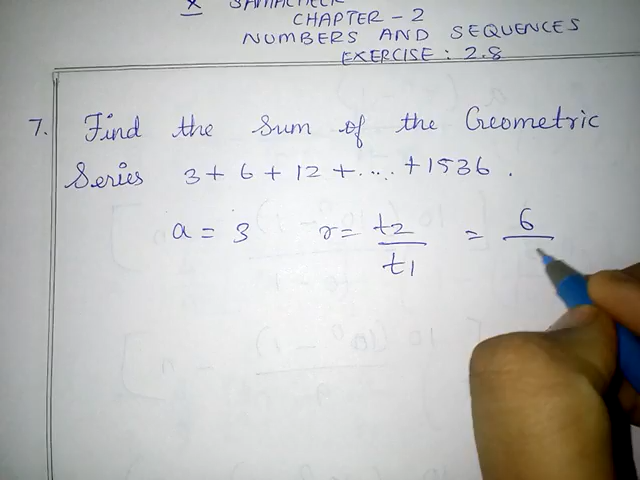 X SAMACHEER
CHAPTER - 2
NUMBERS AND SEQUENCES
EXERCISE : 2.8
7. Find the Sum of the Geometric
Series 3 + 6 + 12 + .... + 1536 .
a = 3 r = t2 / t1 = 6